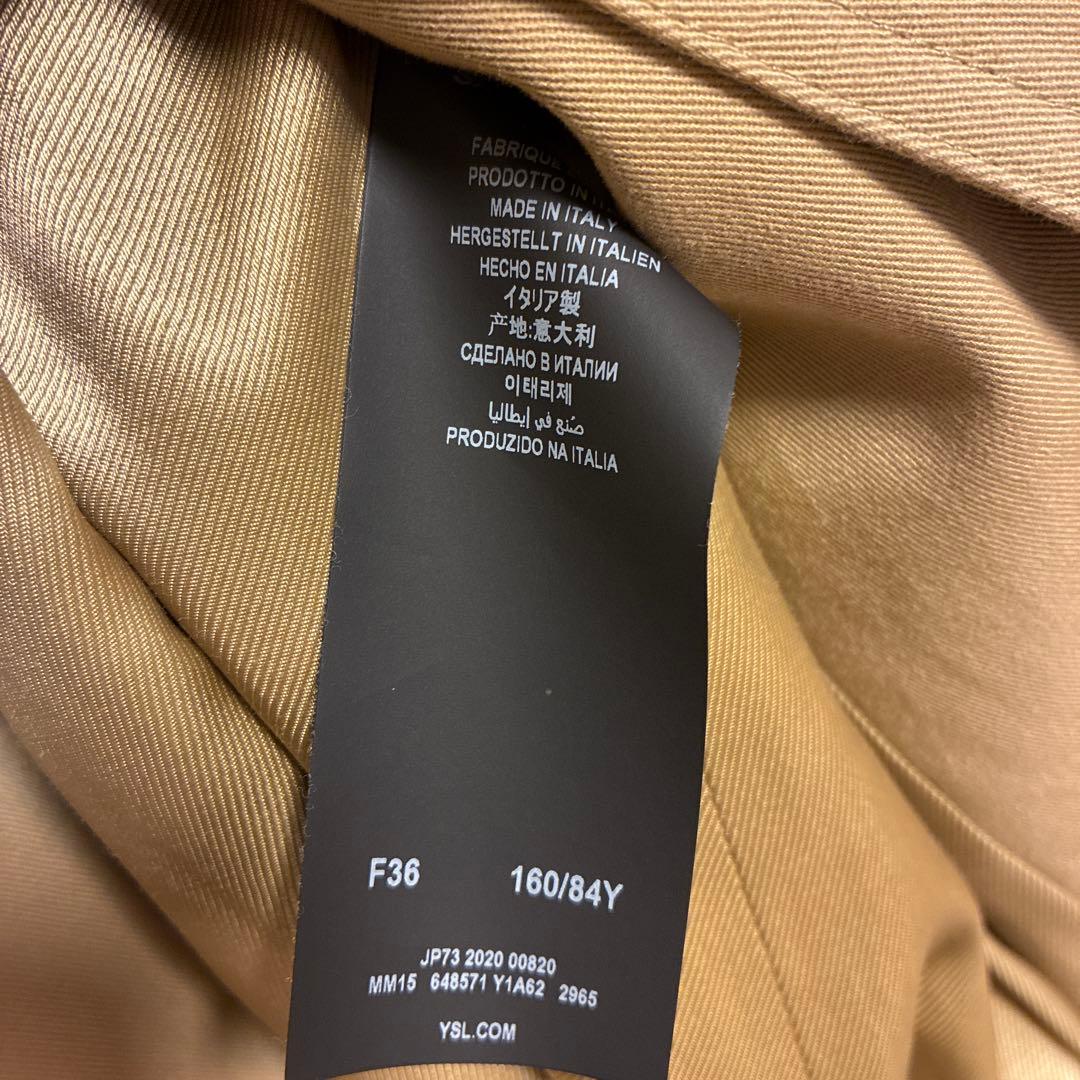 FABRIQUE
PRODOTTO IN
MADE IN ITALY
HERGESTELLT IN ITALIEN
HECHO EN ITALIA
イタリア製
产地:意大利
СДЕЛАНО В ИТАЛИИ
이태리제
صُنع في إيطاليا
PRODUZIDO NA ITALIA
F36 160/84Y
JP73 2020 00820
MM15 648571 Y1A62 2965
YSL.COM